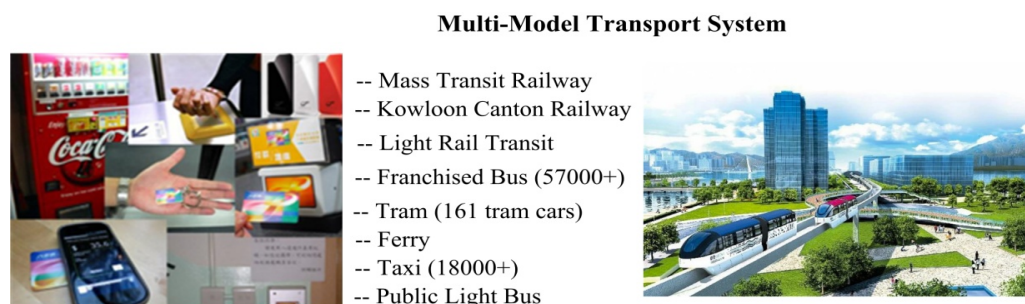 Multi-Model Transport System
-- Mass Transit Railway
-- Kowloon Canton Railway
-- Light Rail Transit
-- Franchised Bus (57000+)
-- Tram (161 tram cars)
-- Ferry
-- Taxi (18000+)
-- Public Light Bus
Coca-Cola